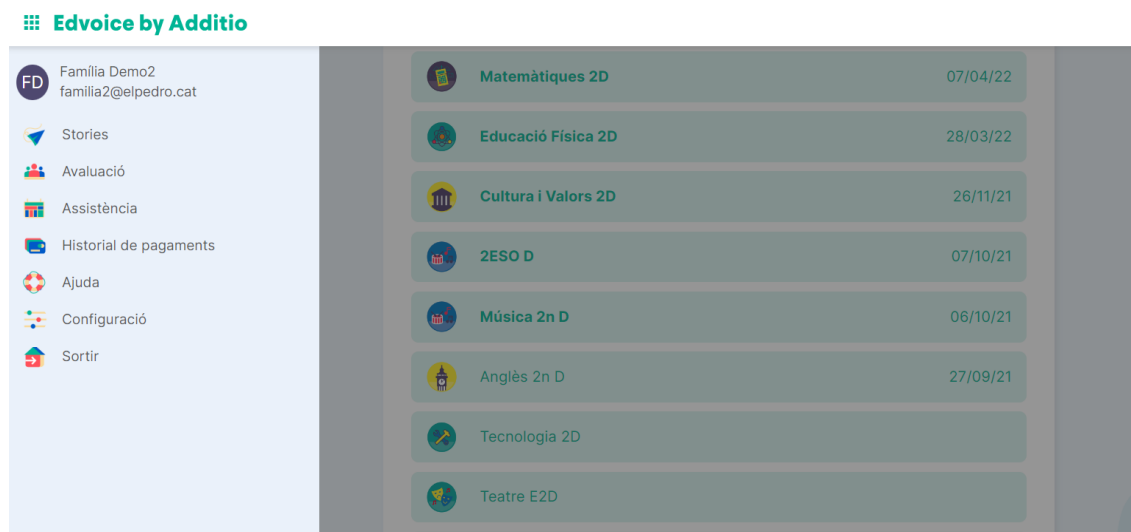 Edvoice by Additio
FD
Família Demo2
familia2@elpedro.cat
Stories
Avaluació
Assistència
Historial de pagaments
Ajuda
Configuració
Sortir
Matemàtiques 2D 07/04/22
Educació Física 2D 28/03/22
Cultura i Valors 2D 26/11/21
2ESO D 07/10/21
Música 2n D 06/10/21
Anglès 2n D 27/09/21
Tecnologia 2D
Teatre E2D